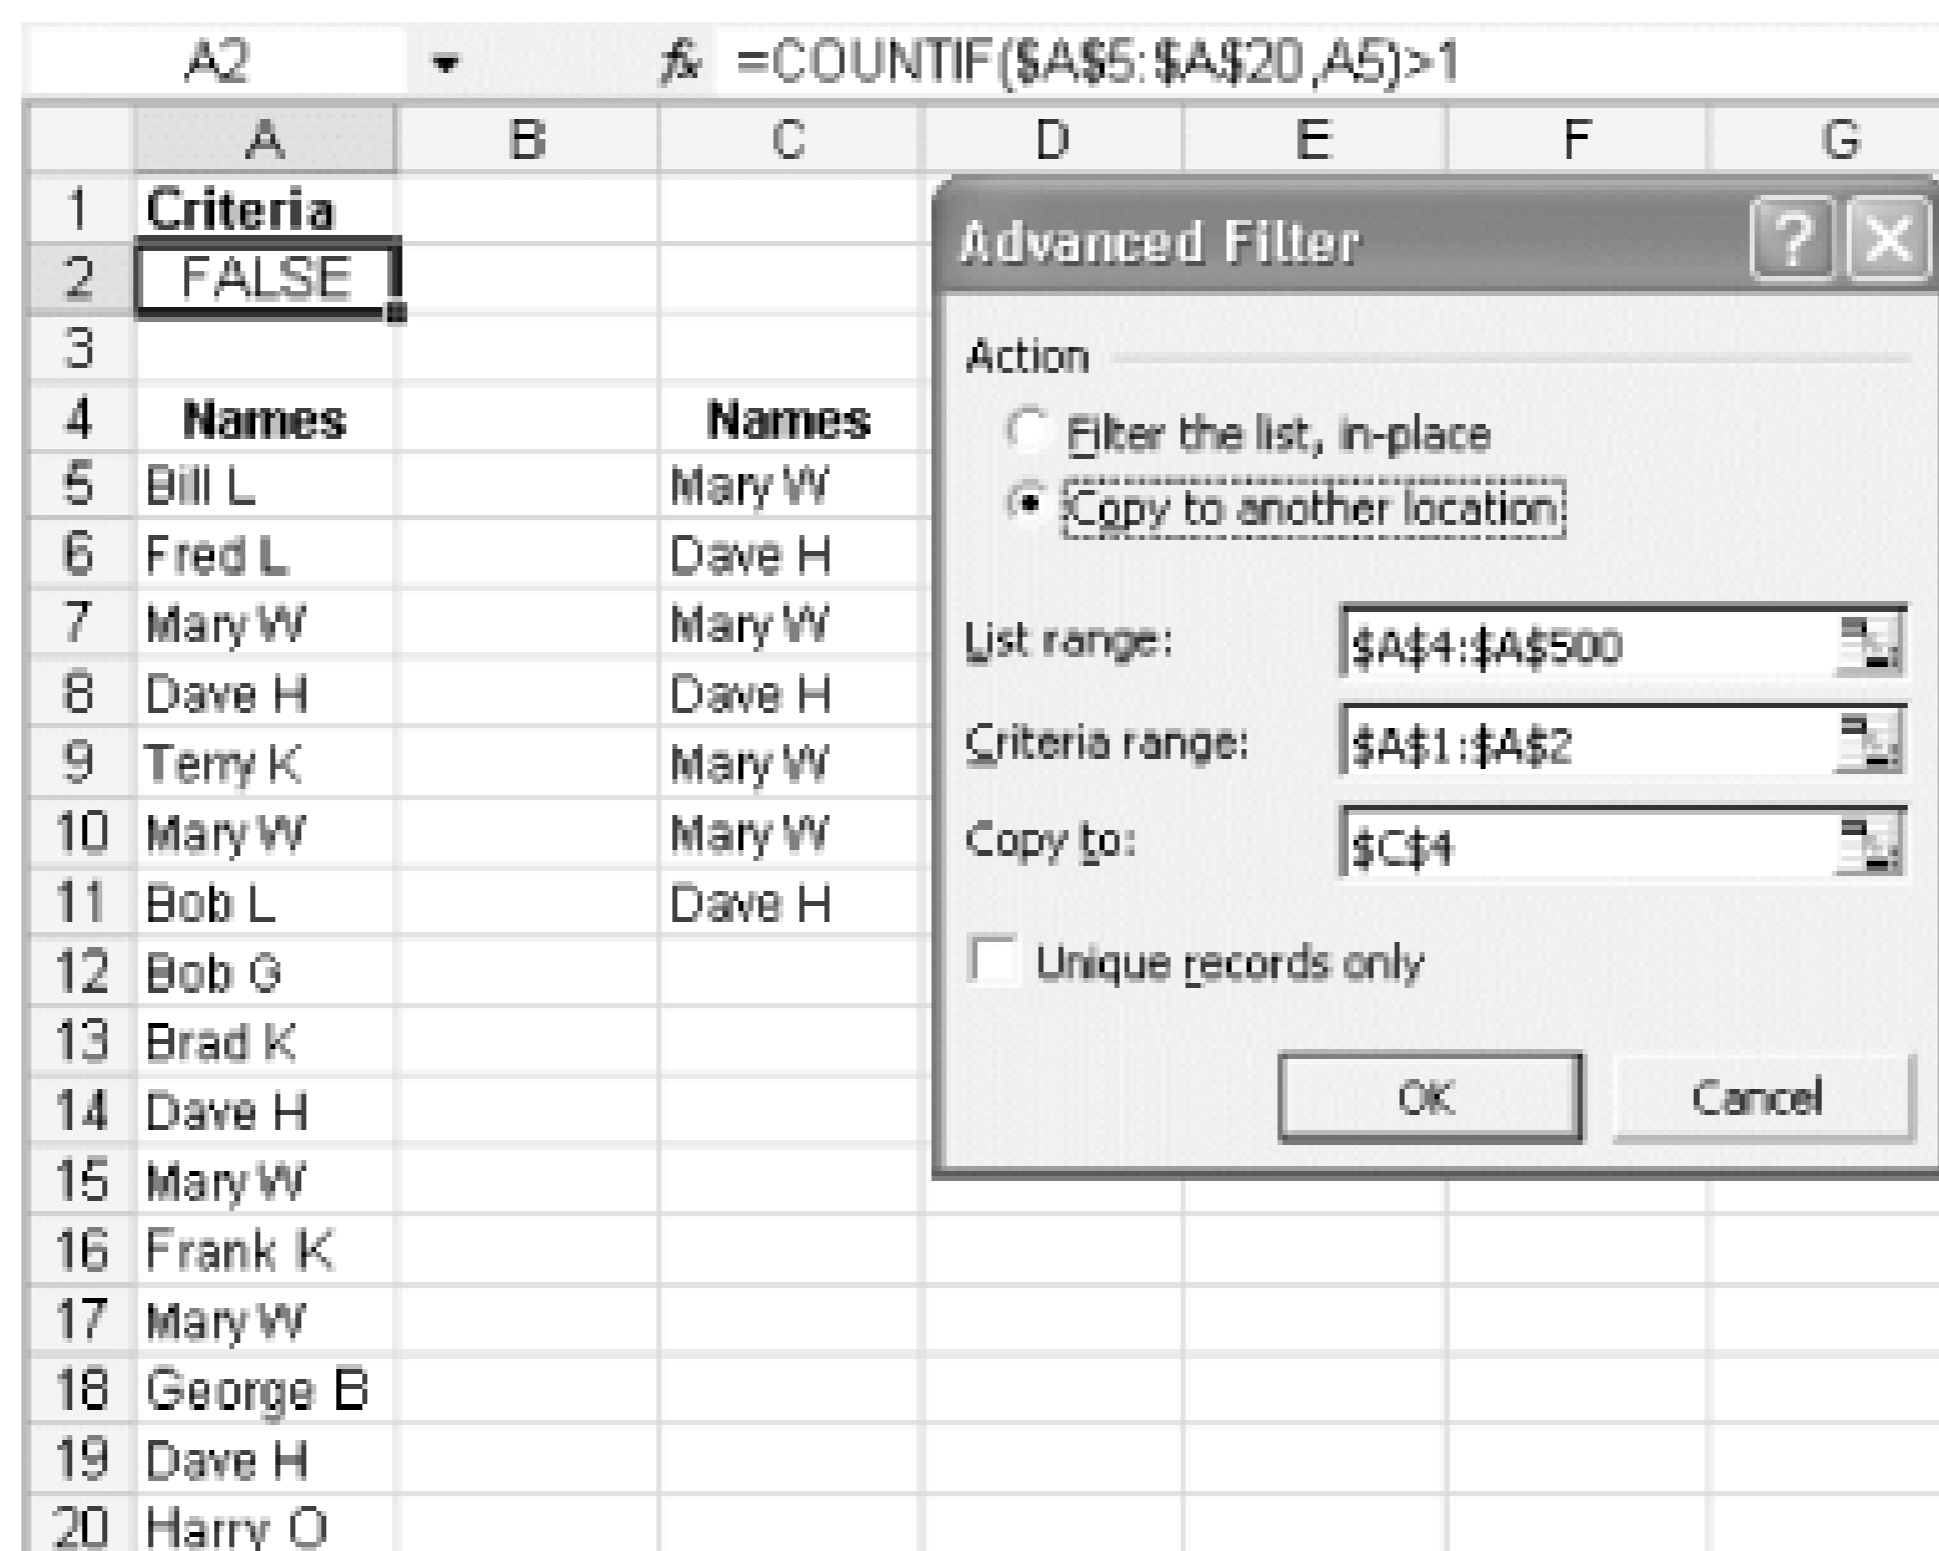 A2 fx =COUNTIF($A$5:$A$20,A5)>1
A B C D E F G
1 Criteria
2 FALSE
3
4 Names Names
5 Bill L Mary W
6 Fred L Dave H
7 Mary W Mary W
8 Dave H Dave H
9 Terry K Mary W
10 Mary W Mary W
11 Bob L Dave H
12 Bob G
13 Brad K
14 Dave H
15 Mary W
16 Frank K
17 Mary W
18 George B
19 Dave H
20 Harry O
Advanced Filter ? X
Action
Filter the list, in-place
Copy to another location
List range: $A$4:$A$500
Criteria range: $A$1:$A$2
Copy to: $C$4
Unique records only
OK Cancel